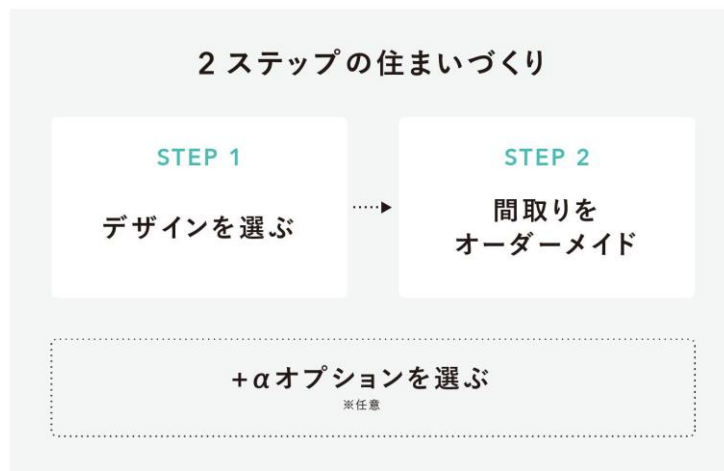 2 ステップの住まいづくり
STEP 1
デザインを選ぶ
STEP 2
間取りを
オーダーメイド
+αオプションを選ぶ
※任意